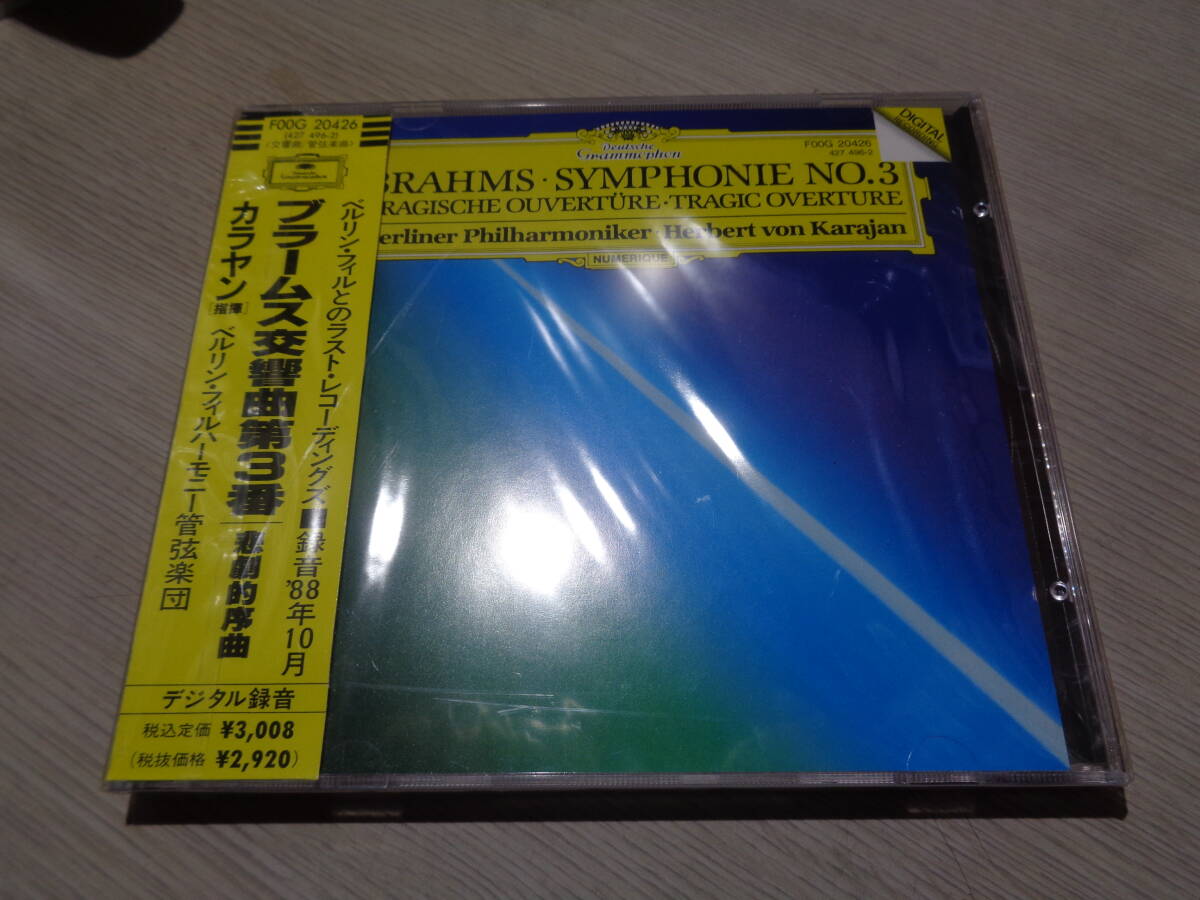 FOOG 20426
(427 496-2)
〈交響曲/管弦楽曲〉
Deutsche
Grammophon
ベルリン・フィルとのラスト・レコーディングズ■録音'88年10月
ブラームス交響曲第3番 悲劇的序曲
カラヤン[指揮]ベルリン・フィルハーモニー管弦楽団
デジタル録音
税込定価 ¥3,008
(税抜価格 ¥2,920)
Deutsche
Grammophon
FOOG 20426
427 496-2
DIGITAL
BRAHMS · SYMPHONIE NO.3
TRAGISCHE OUVERTÜRE · TRAGIC OVERTURE
Berliner Philharmoniker · Herbert von Karajan
NUMERIQUE